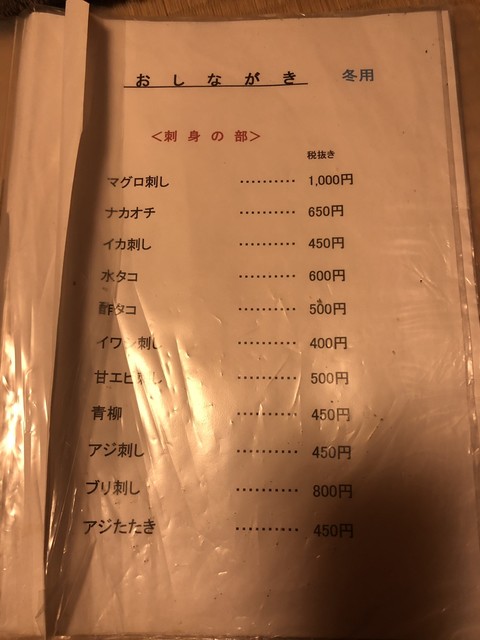 おしながき 冬用
＜刺身の部＞
税抜き
マグロ刺し ………… 1,000円
ナカオチ ………… 650円
イカ刺し ………… 450円
水タコ ………… 600円
酢タコ ………… 500円
イワシ刺し ………… 400円
甘エビ刺し ………… 500円
青柳 ………… 450円
アジ刺し ………… 450円
ブリ刺し ………… 800円
アジたたき ………… 450円